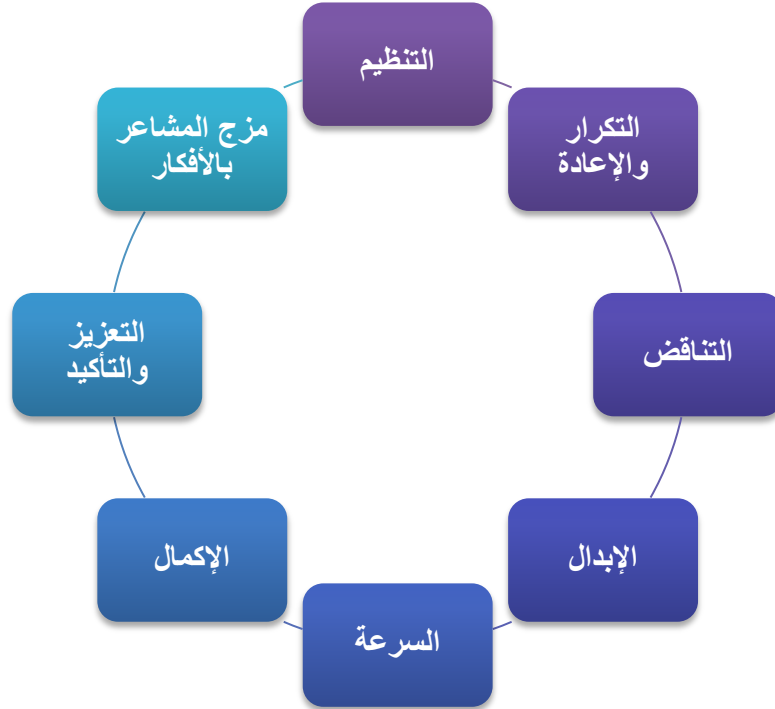 التنظيم
التكرار
والإعادة
التناقض
الإبدال
السرعة
الإكمال
التعزيز
والتأكيد
مزج المشاعر
بالأفكار